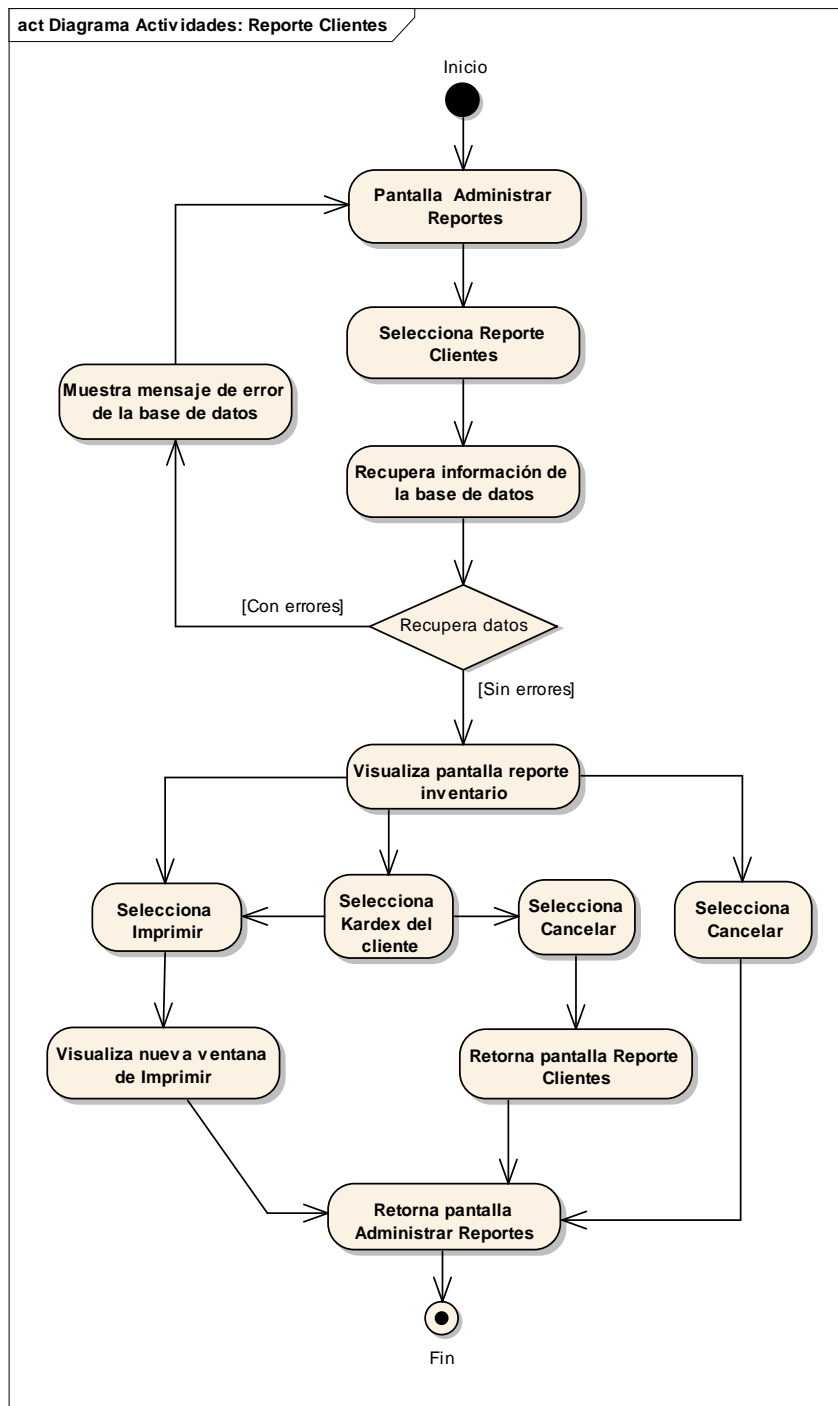 act Diagrama Actividades: Reporte Clientes
Inicio
Pantalla Administrar
Reportes
Selecciona Reporte
Clientes
Muestra mensaje de error
de la base de datos
Recupera información de
la base de datos
[Con errores]
Recupera datos
[Sin errores]
Visualiza pantalla reporte
inventario
Selecciona
Imprimir
Selecciona
Kardex del
cliente
Selecciona
Cancelar
Selecciona
Cancelar
Visualiza nueva ventana
de Imprimir
Retorna pantalla Reporte
Clientes
Retorna pantalla
Administrar Reportes
Fin